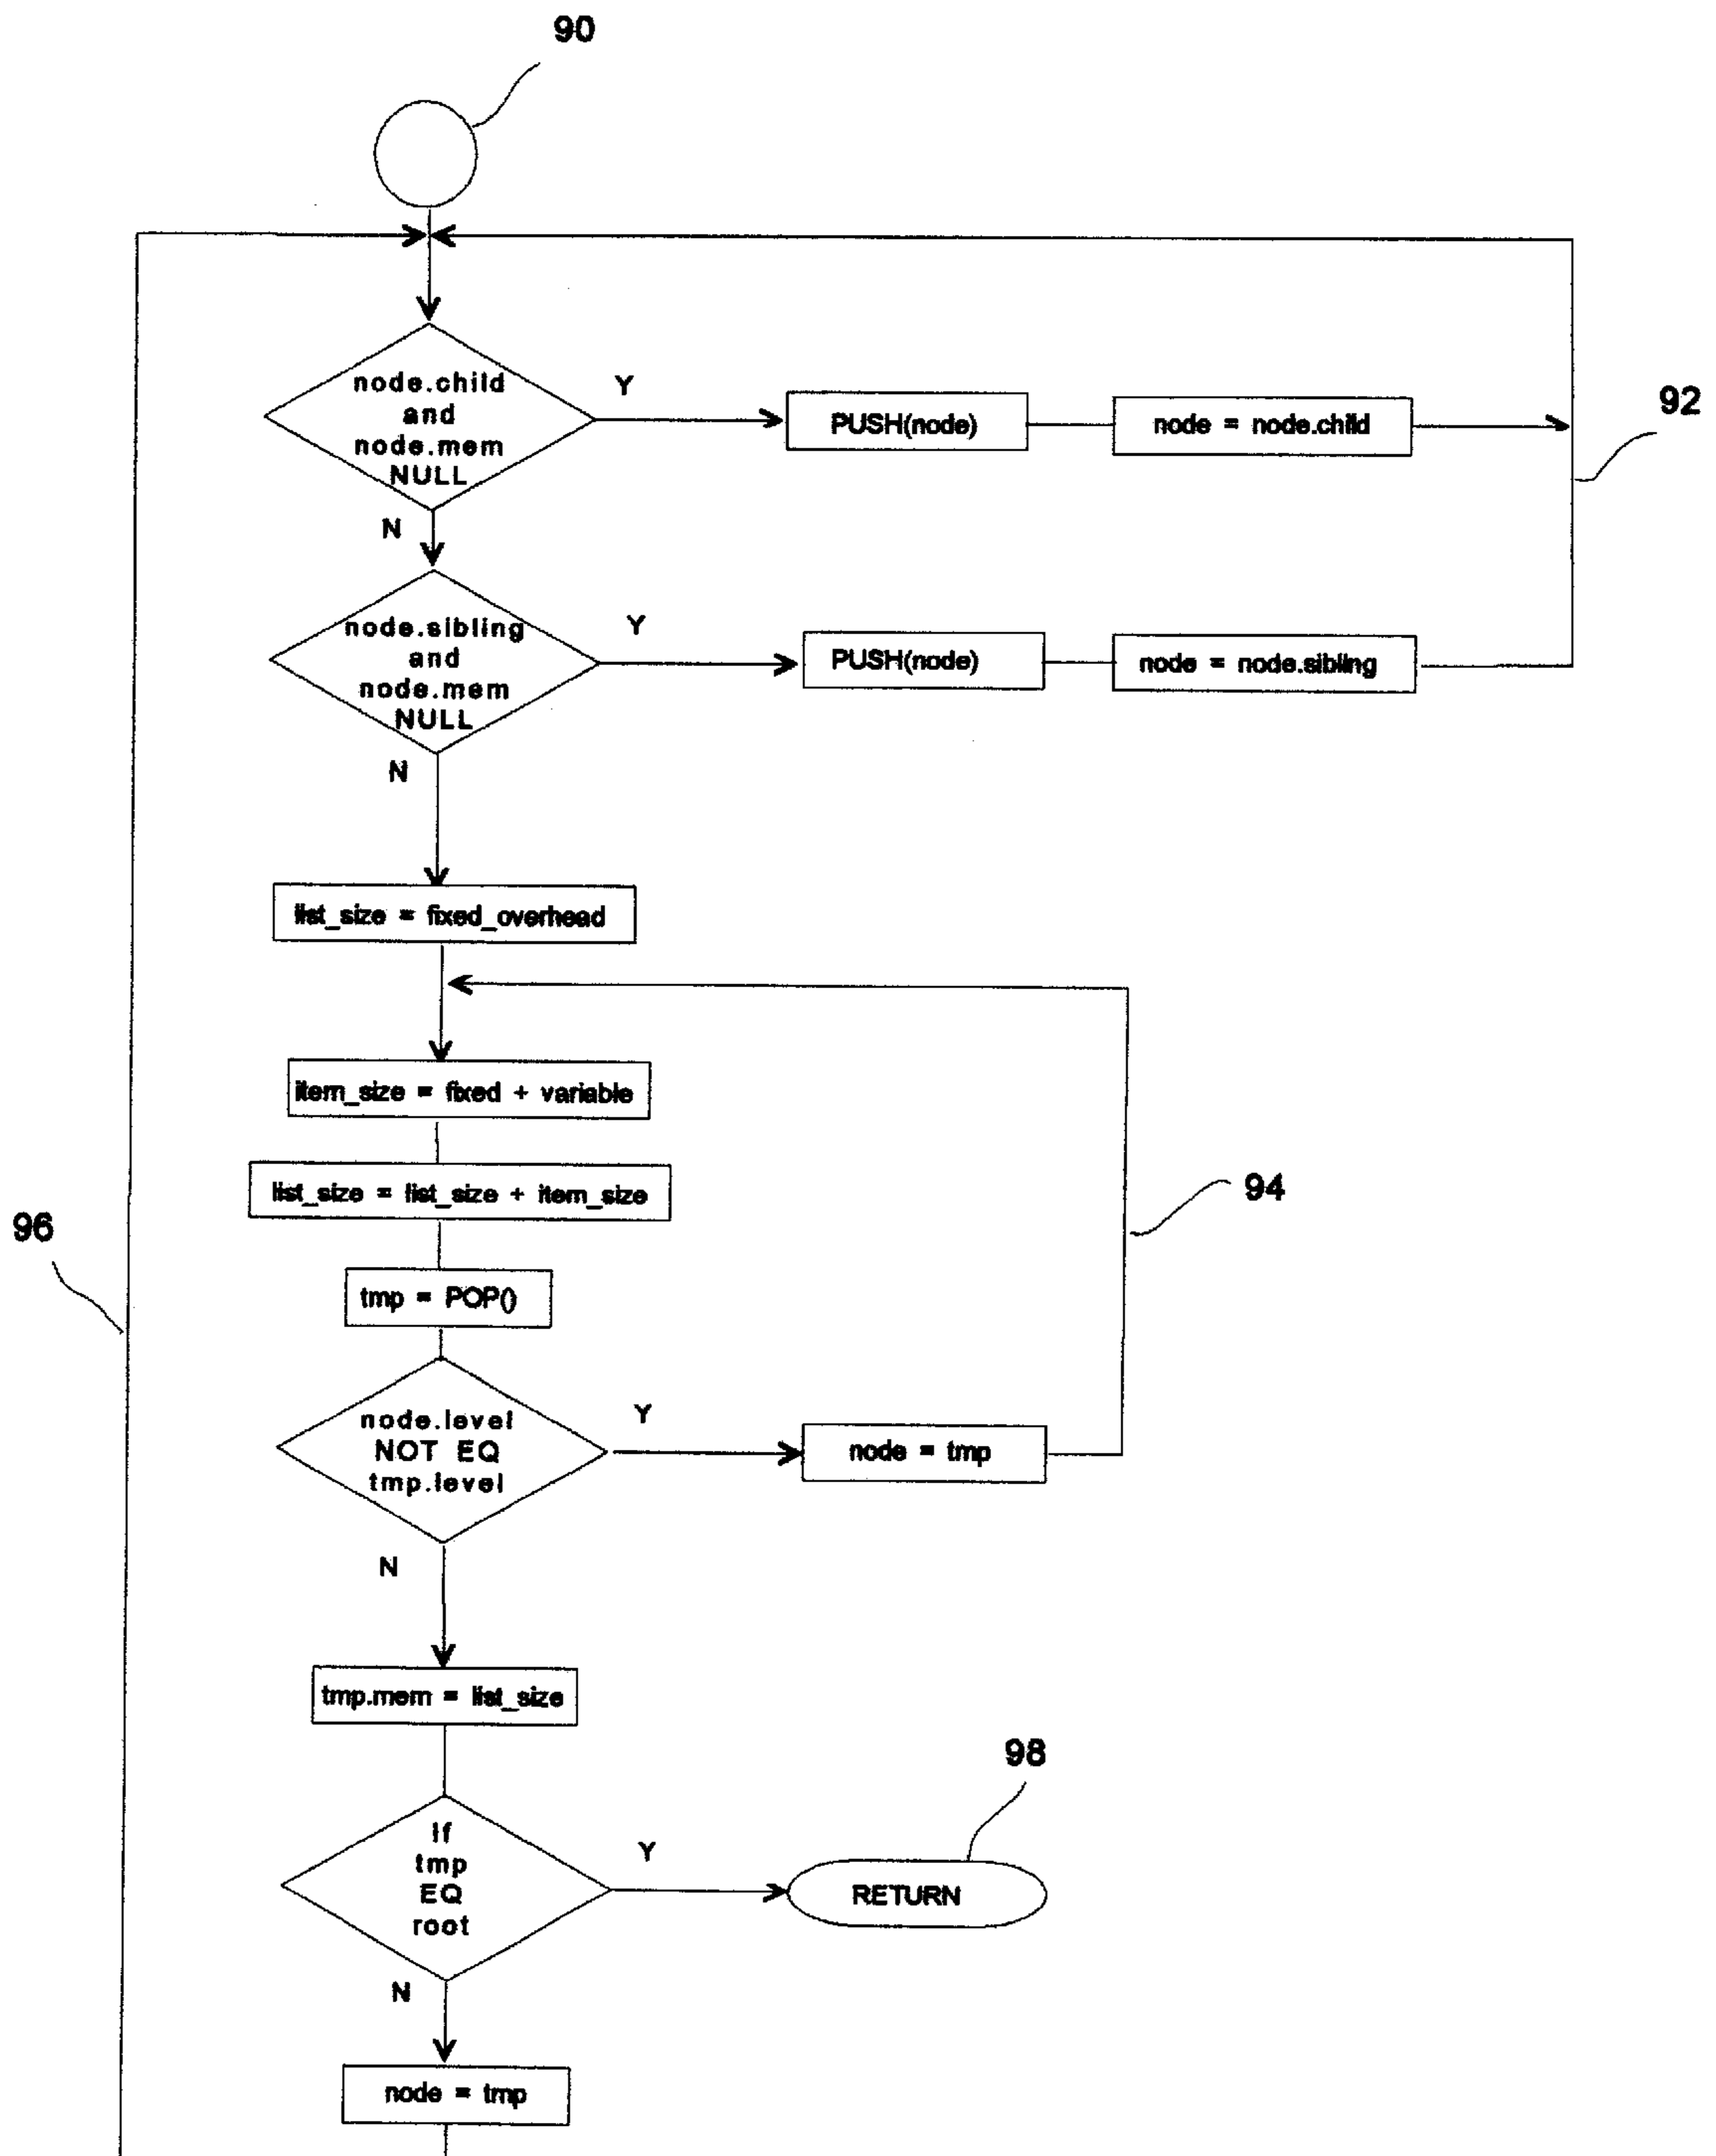 90
node.child
and
node.mem
NULL
Y
PUSH(node)
node = node.child
92
N
node.sibling
and
node.mem
NULL
Y
PUSH(node)
node = node.sibling
N
list_size = fixed_overhead
item_size = fixed + variable
list_size = list_size + item_size
94
96
tmp = POP()
node.level
NOT EQ
tmp.level
Y
node = tmp
N
tmp.mem = list_size
98
If
tmp
EQ
root
Y
RETURN
N
node = tmp